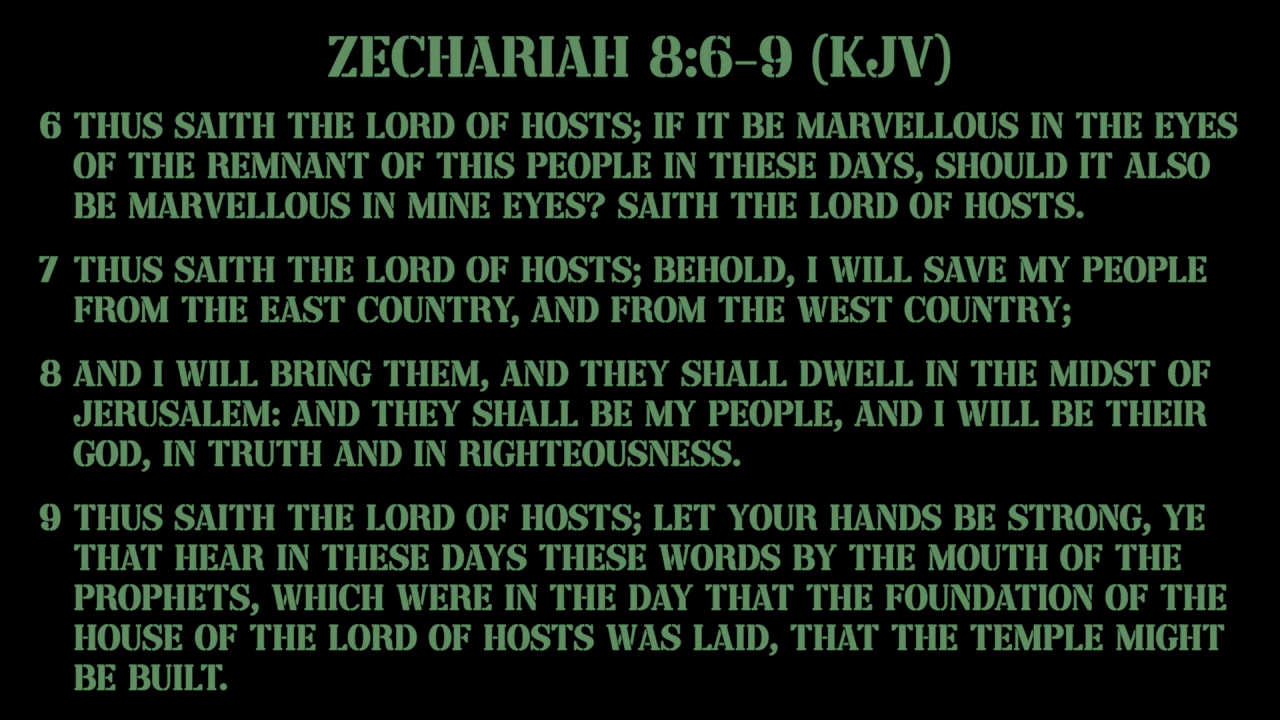 ZECHARIAH 8:6–9 (KJV)
6 THUS SAITH THE LORD OF HOSTS; IF IT BE MARVELLOUS IN THE EYES
OF THE REMNANT OF THIS PEOPLE IN THESE DAYS, SHOULD IT ALSO
BE MARVELLOUS IN MINE EYES? SAITH THE LORD OF HOSTS.
7 THUS SAITH THE LORD OF HOSTS; BEHOLD, I WILL SAVE MY PEOPLE
FROM THE EAST COUNTRY, AND FROM THE WEST COUNTRY;
8 AND I WILL BRING THEM, AND THEY SHALL DWELL IN THE MIDST OF
JERUSALEM: AND THEY SHALL BE MY PEOPLE, AND I WILL BE THEIR
GOD, IN TRUTH AND IN RIGHTEOUSNESS.
9 THUS SAITH THE LORD OF HOSTS; LET YOUR HANDS BE STRONG, YE
THAT HEAR IN THESE DAYS THESE WORDS BY THE MOUTH OF THE
PROPHETS, WHICH WERE IN THE DAY THAT THE FOUNDATION OF THE
HOUSE OF THE LORD OF HOSTS WAS LAID, THAT THE TEMPLE MIGHT
BE BUILT.